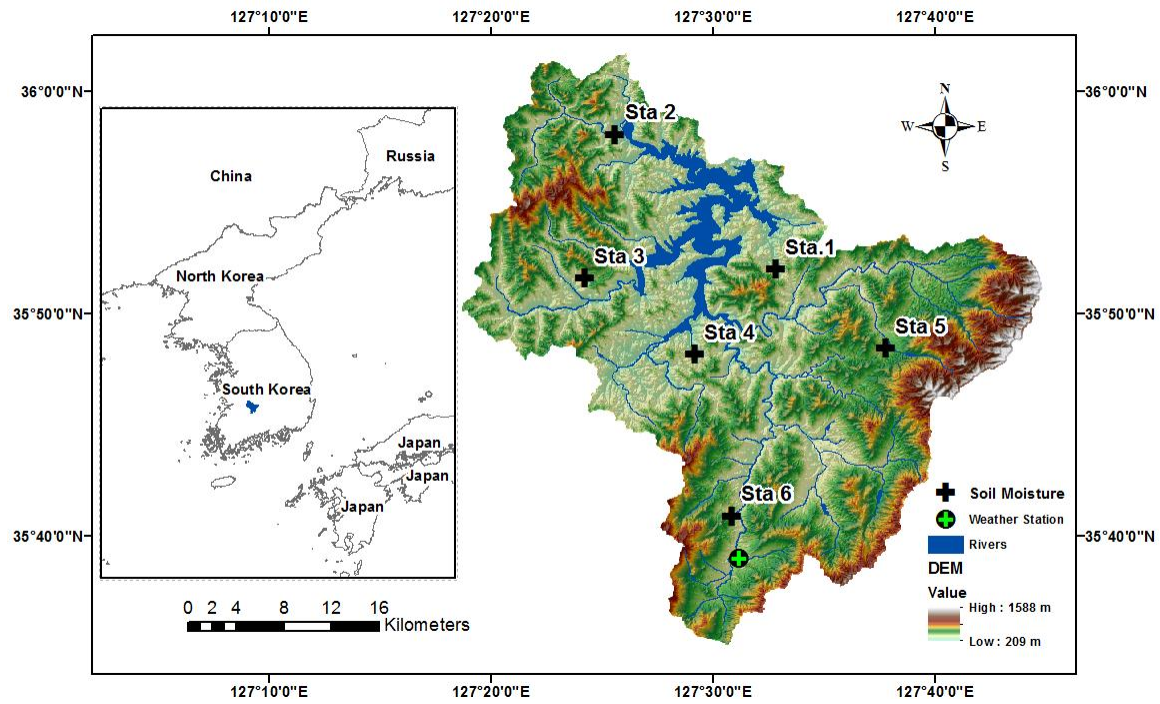 127°10'0"E 127°20'0"E 127°30'0"E 127°40'0"E
36°0'0"N
36°0'0"N
35°50'0"N
35°50'0"N
35°40'0"N
35°40'0"N
N
W E
S
Russia
China
North Korea
South Korea
Japan
Japan
Japan
Sta 2
Sta.1
Sta 3
Sta 4
Sta 5
Sta 6
Soil Moisture
Weather Station
Rivers
DEM
Value
High : 1588 m
Low : 209 m
0 2 4 8 12 16
Kilometers
127°10'0"E 127°20'0"E 127°30'0"E 127°40'0"E